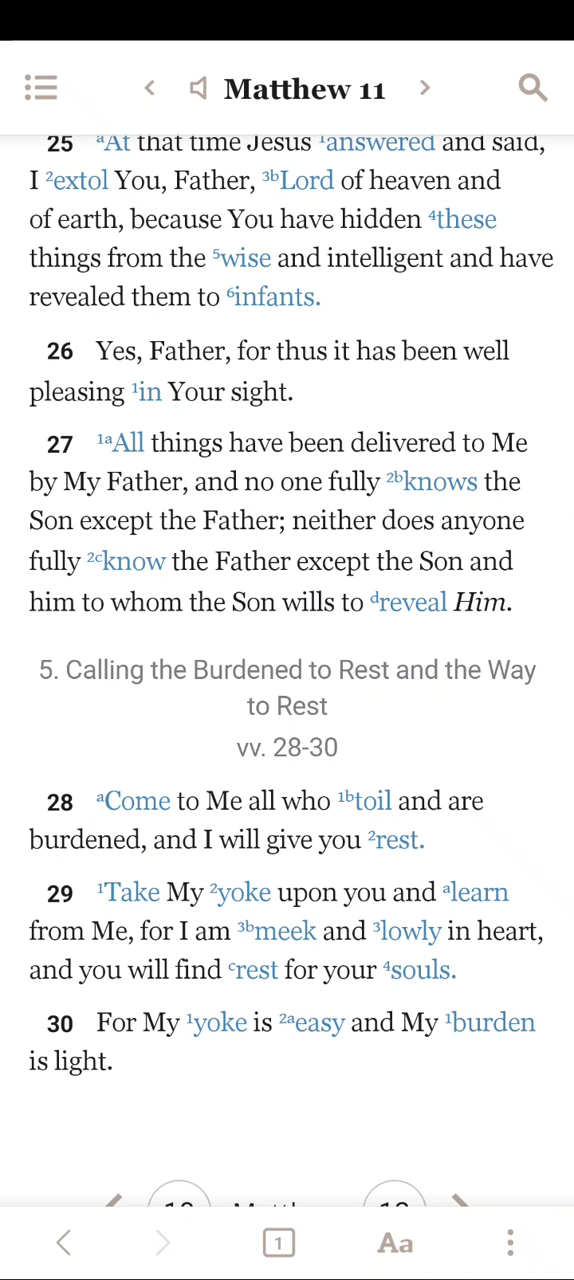 Matthew 11
25 ᵃAt that time Jesus ¹answered and said,
I ²extol You, Father, ³ᵇLord of heaven and
of earth, because You have hidden ⁴these
things from the ⁵wise and intelligent and have
revealed them to ⁶infants.
26 Yes, Father, for thus it has been well
pleasing ¹in Your sight.
27 ¹ᵃAll things have been delivered to Me
by My Father, and no one fully ²ᵇknows the
Son except the Father; neither does anyone
fully ²ᶜknow the Father except the Son and
him to whom the Son wills to ᵈreveal Him.
5. Calling the Burdened to Rest and the Way
to Rest
vv. 28-30
28 ᵃCome to Me all who ¹ᵇtoil and are
burdened, and I will give you ²rest.
29 ¹Take My ²yoke upon you and ᵃlearn
from Me, for I am ³ᵇmeek and ³lowly in heart,
and you will find ᶜrest for your ⁴souls.
30 For My ¹yoke is ²ᵃeasy and My ¹burden
is light.
1
Aa